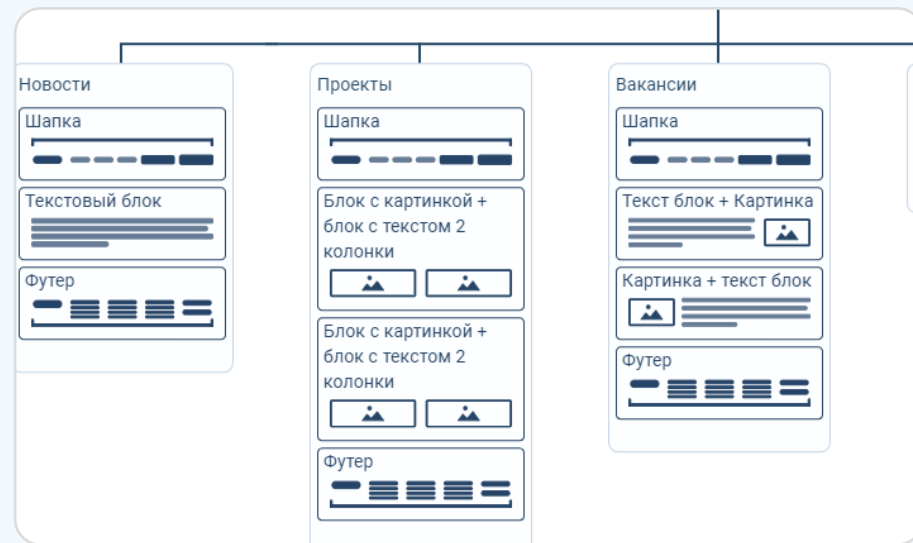 Новости
Шапка
Текстовый блок
Футер
Проекты
Шапка
Блок с картинкой +
блок с текстом 2
колонки
Блок с картинкой +
блок с текстом 2
колонки
Футер
Вакансии
Шапка
Текст блок + Картинка
Картинка + текст блок
Футер